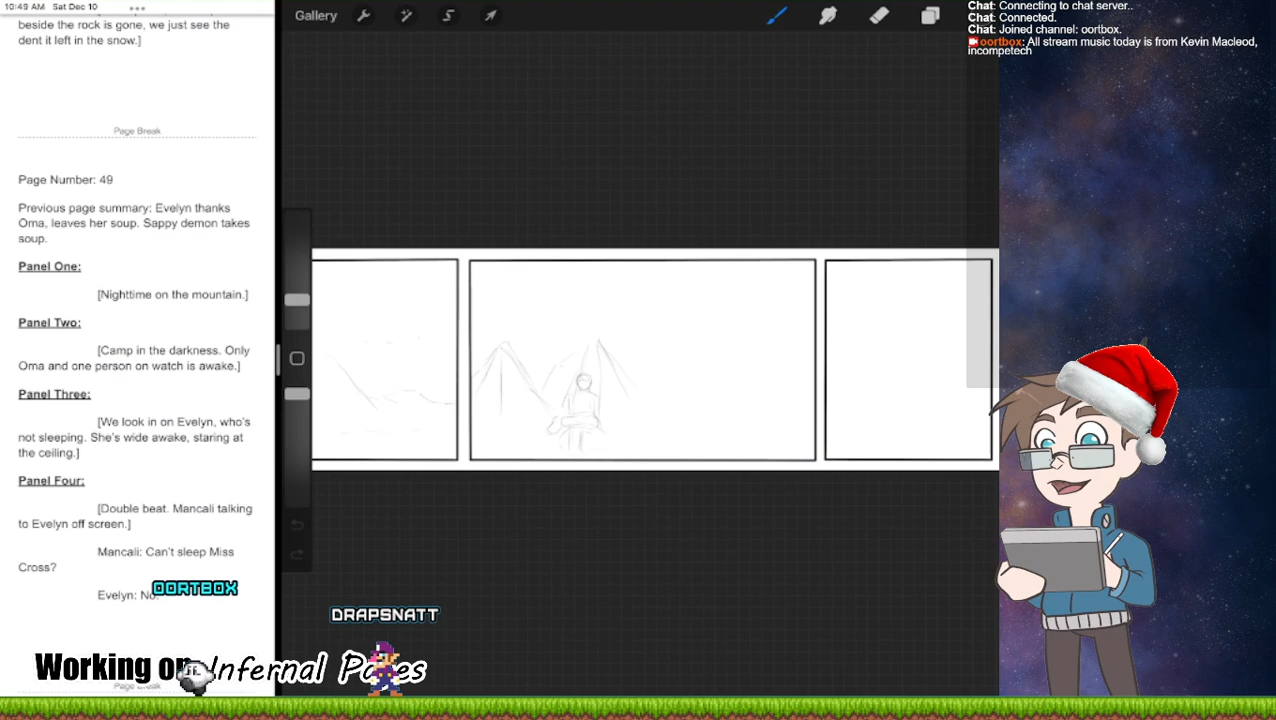 10:49 AM Sat Dec 10
beside the rock is gone, we just see the
dent it left in the snow.]
Page Break
Page Number: 49
Previous page summary: Evelyn thanks
Oma, leaves her soup. Sappy demon takes
soup.
Panel One:
[Nighttime on the mountain.]
Panel Two:
[Camp in the darkness. Only
Oma and one person on watch is awake.]
Panel Three:
[We look in on Evelyn, who's
not sleeping. She's wide awake, staring at
the ceiling.]
Panel Four:
[Double beat. Mancali talking
to Evelyn off screen.]
Mancali: Can't sleep Miss
Cross?
Evelyn: No.
OORTBOX
Gallery
DRAPSNATT
Working on Infernal
Page Break
Chat: Connecting to chat server..
Chat: Connected.
Chat: Joined channel: oortbox.
oortbox: All stream music today is from Kevin Macleod,
incompetech